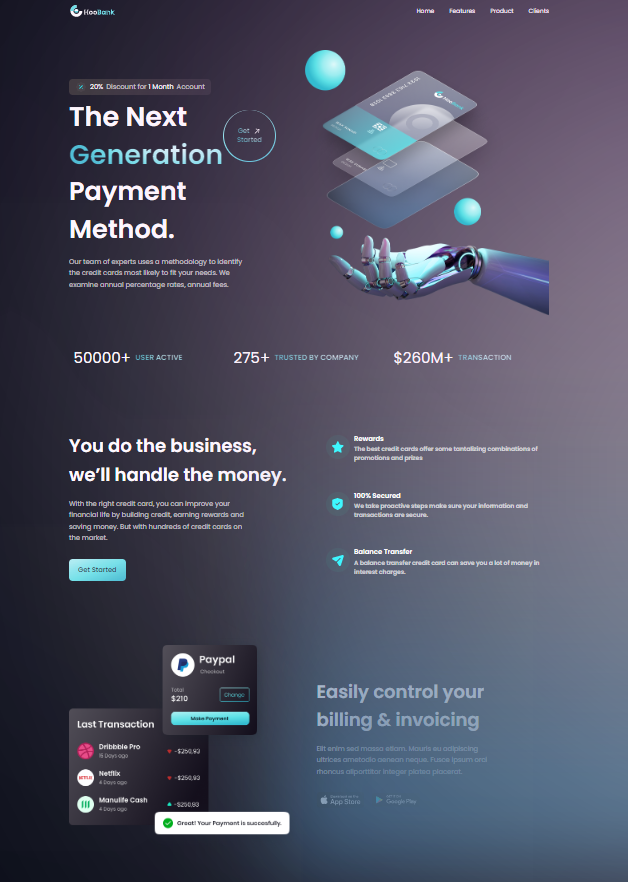 HooBank
Home Features Product Clients
20% Discount for 1 Month Account
The Next
Generation
Payment
Method.
Get
Started
HooBank
Our team of experts uses a methodology to identify
the credit cards most likely to fit your needs. We
examine annual percentage rates, annual fees.
50000+ USER ACTIVE
275+ TRUSTED BY COMPANY
$260M+ TRANSACTION
You do the business,
we’ll handle the money.
With the right credit card, you can improve your
financial life by building credit, earning rewards and
saving money. But with hundreds of credit cards on
the market.
Get Started
Rewards
The best credit cards offer some tantalizing combinations of
promotions and prizes
100% Secured
We take proactive steps make sure your information and
transactions are secure.
Balance Transfer
A balance transfer credit card can save you a lot of money in
interest charges.
Paypal
Checkout
Total
$210
Change
Make Payment
Last Transaction
Dribbble Pro
15 Days ago
-$250,93
NETFLIX
Netflix
4 Days ago
-$250,93
Manulife Cash
4 Days ago
-$250,93
Great! Your Payment is succesfully.
Easily control your
billing & invoicing
Elit enim sed massa etiam. Mauris eu adipiscing
ultrices ametodio aenean neque. Fusce ipsum orci
rhoncus aliporttitor integer platea placerat.
App Store
Google Play